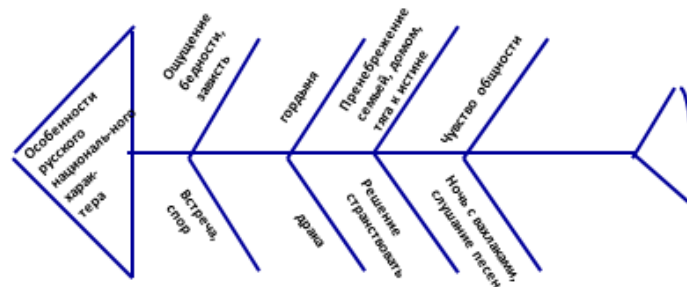 Особенности
русского
националь-ного
харак-
тера
Ощущение
бедности,
зависть
гордыня
Пренебрежение
семьей, домом,
тяга к истине
Чувство общности
Встреча,
спор
драка
Решение
странствовать
Ночь с вахлаками,
слушание песен